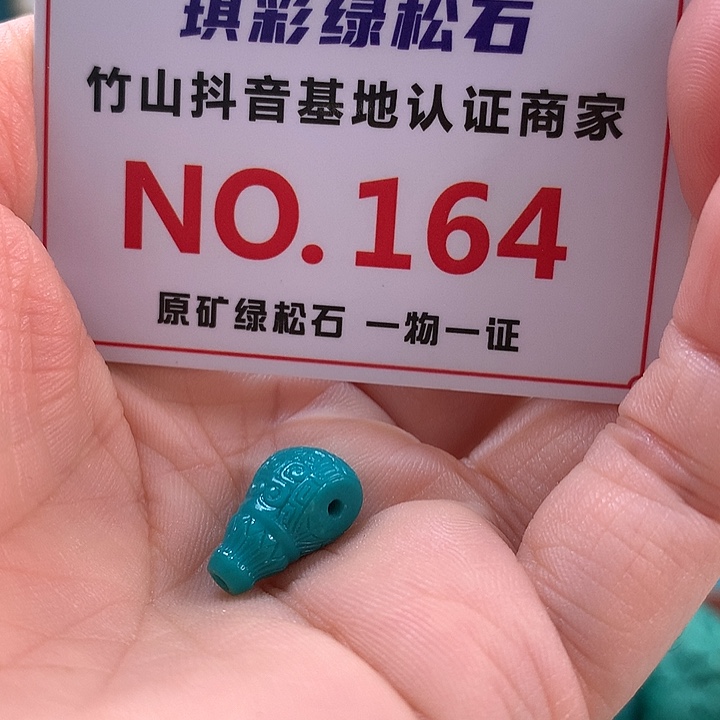 琪彩绿松石
竹山抖音基地认证商家
NO.164
原矿绿松石 一物一证